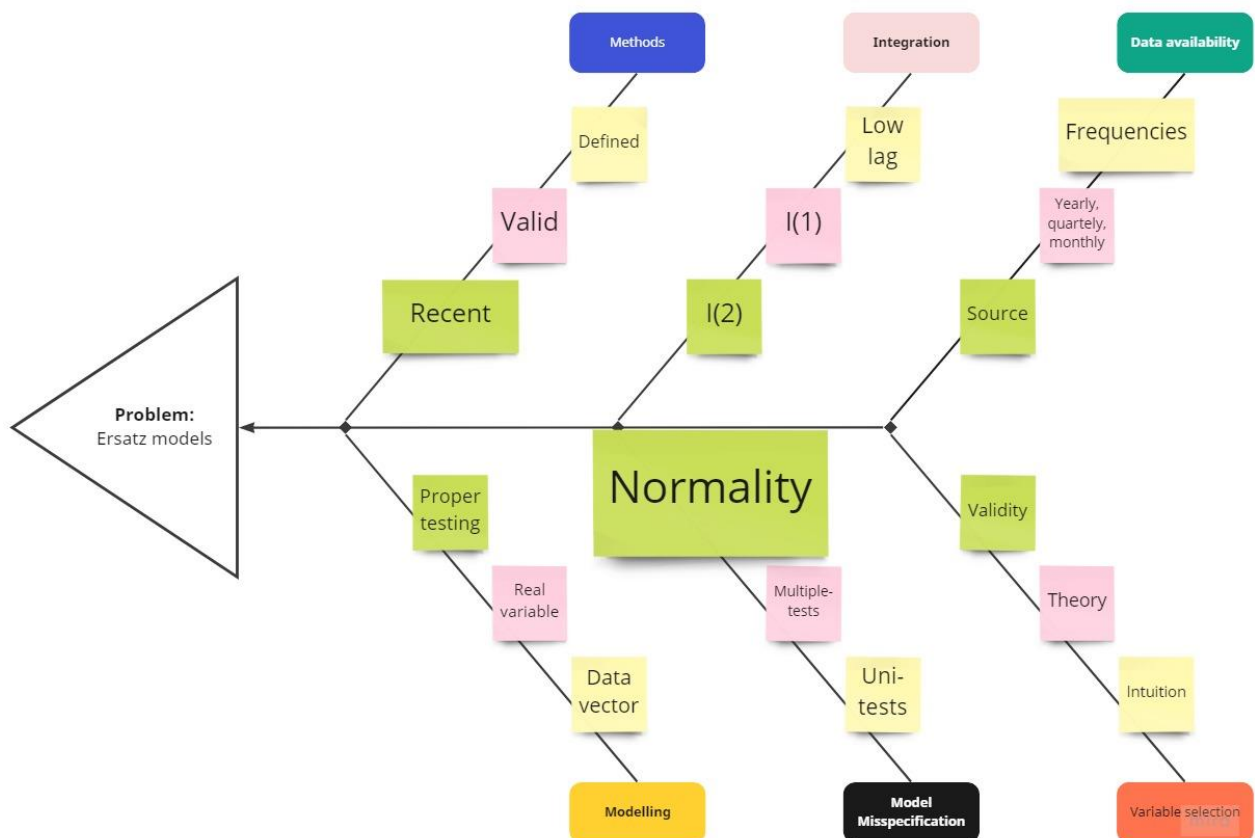 Methods
Integration
Data availability
Defined
Low
lag
Frequencies
Valid
I(1)
Yearly,
quartely,
monthly
Recent
I(2)
Source
Problem:
Ersatz models
Normality
Proper
testing
Validity
Real
variable
Multiple-
tests
Theory
Data
vector
Uni-
tests
Intuition
Modelling
Model
Misspecification
Variable selection